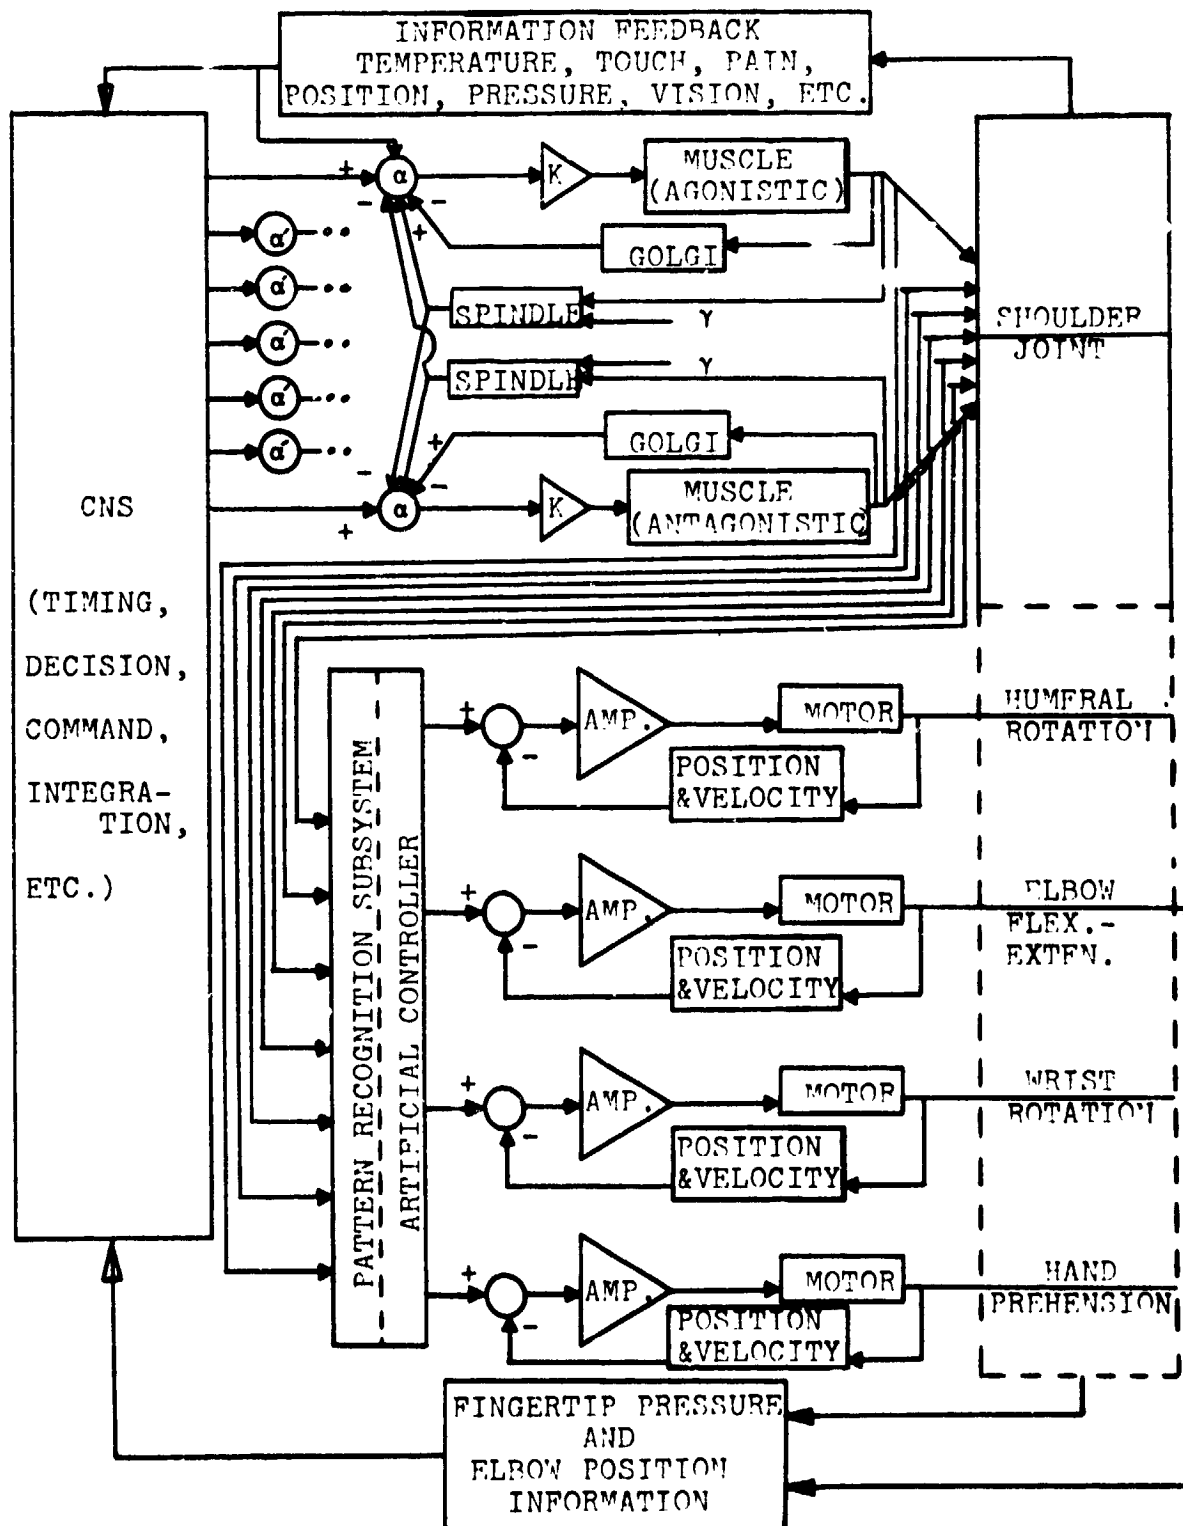 INFORMATION FEEDBACK
TEMPERATURE, TOUCH, PAIN,
POSITION, PRESSURE, VISION, ETC.
+
α
-
-
+
K
MUSCLE
(AGONISTIC)
GOLGI
SPINDLE
γ
α' ...
α' ...
α' ...
α' ...
α' ...
SPINDLE
γ
GOLGI
+
-
-
+
α
K
MUSCLE
(ANTAGONISTIC)
SHOULDER
JOINT
CNS
(TIMING,
DECISION,
COMMAND,
INTEGRA-
TION,
ETC.)
PATTERN RECOGNITION SUBSYSTEM
ARTIFICIAL CONTROLLER
+
-
AMP.
MOTOR
POSITION
&VELOCITY
HUMFRAL
ROTATION
+
-
AMP.
MOTOR
POSITION
&VELOCITY
ELBOW
FLEX.-
EXTEN.
+
-
AMP.
MOTOR
POSITION
&VELOCITY
WRIST
ROTATION
+
-
AMP.
MOTOR
POSITION
&VELOCITY
HAND
PREHENSION
FINGERTIP PRESSURE
AND
ELBOW POSITION
INFORMATION